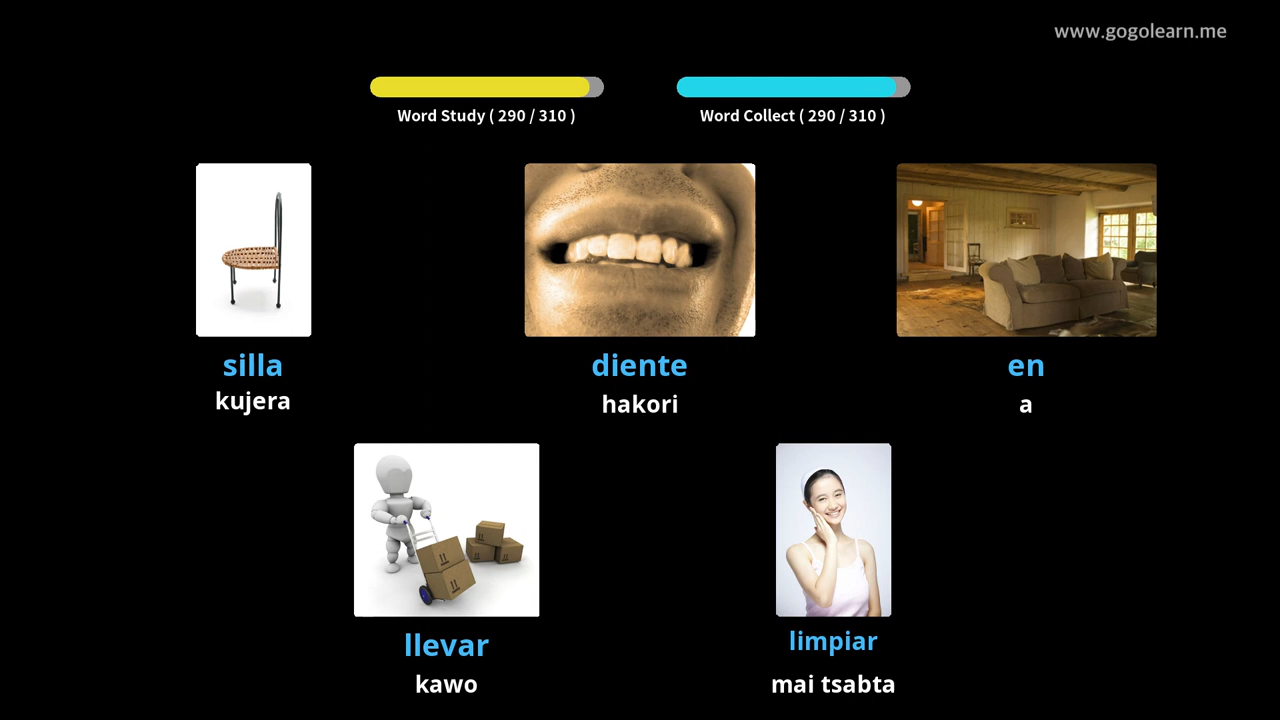 www.gogolearn.me
Word Study ( 290 / 310 )
Word Collect ( 290 / 310 )
silla
kujera
diente
hakori
en
a
llevar
kawo
limpiar
mai tsabta